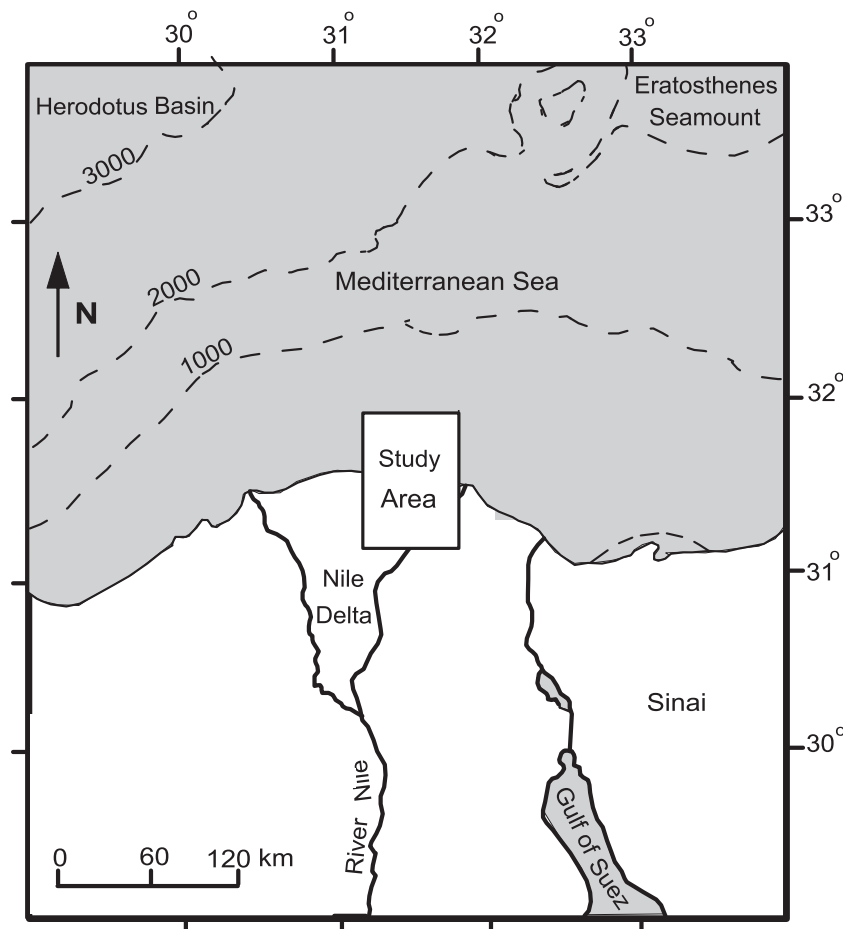 30°
31°
32°
33°
Herodotus Basin
Eratosthenes
Seamount
3000
33°
2000
Mediterranean Sea
N
1000
32°
Study
Area
31°
Nile
Delta
Sinai
30°
River Nile
Gulf of Suez
0 60 120 km